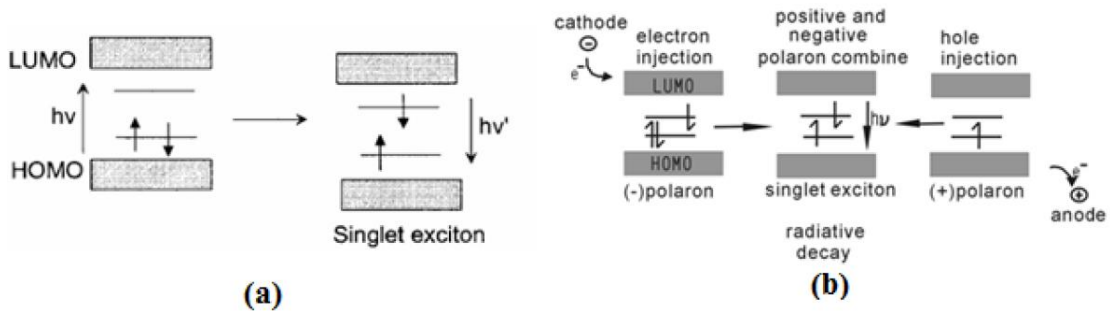 LUMO
hν
HOMO
hν'
Singlet exciton
(a)
cathode
⊖
e⁻
electron
injection
LUMO
HOMO
(-)polaron
positive and
negative
polaron combine
hν
singlet exciton
radiative
decay
hole
injection
(+)polaron
e⁻
⊕
anode
(b)